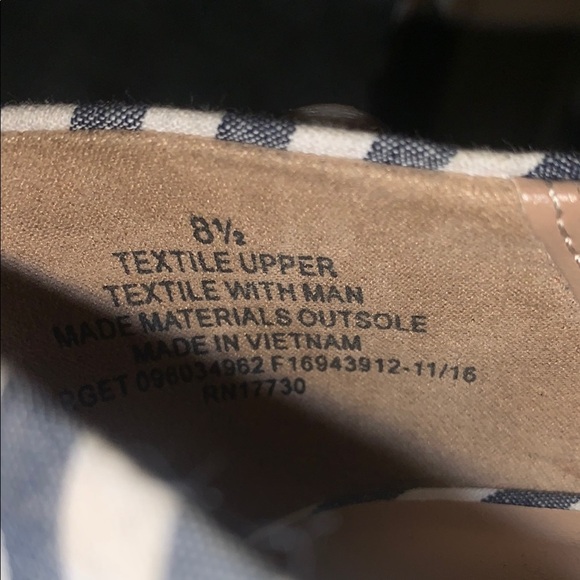 8½
TEXTILE UPPER
TEXTILE WITH MAN
MADE MATERIALS OUTSOLE
MADE IN VIETNAM
096034962 F16943912-11/16
RN17730